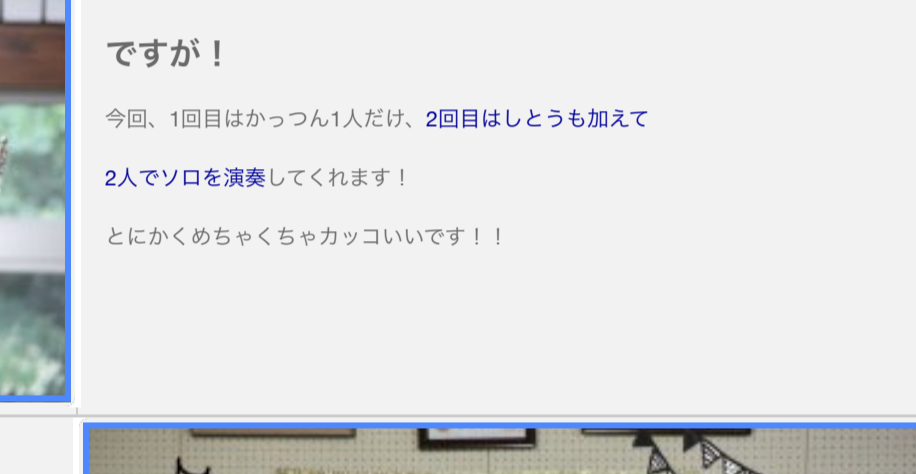 ですが！
今回、1回目はかっつん1人だけ、2回目はしとうも加えて
2人でソロを演奏してくれます！
とにかくめちゃくちゃカッコいいです！！